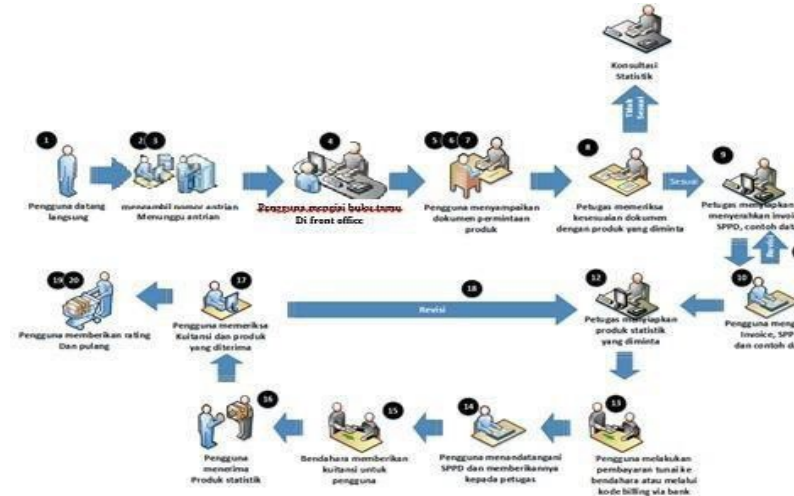 Konsultasi
Statistik
Tidak
Sesuai
1
2
3
4
5
6
7
8
9
Pengguna datang
langsung
mengambil nomor antrian
Menunggu antrian
Pengguna mengisi buku tamu
Di front office
Pengguna menyampaikan
dokumen permintaan
produk
Petugas memeriksa
kesesuaian dokumen
dengan produk yang diminta
Sesuai
Petugas menyiapkan
menyerahkan invoi
SPPD, contoh dat
Revisi
19
20
17
18
12
10
Pengguna memberikan rating
Dan pulang
Pengguna memeriksa
Kuitansi dan produk
yang diterima
Revisi
Petugas menyiapkan
produk statistik
yang diminta
Pengguna meng
Invoice, SPP
dan contoh da
16
15
14
13
Pengguna
menerima
Produk statistik
Bendahara memberikan
kuitansi untuk
pengguna
Pengguna menandatangani
SPPD dan memberikannya
kepada petugas
Pengguna melakukan
pembayaran tunai ke
bendahara atau melalui
kode billing via bank